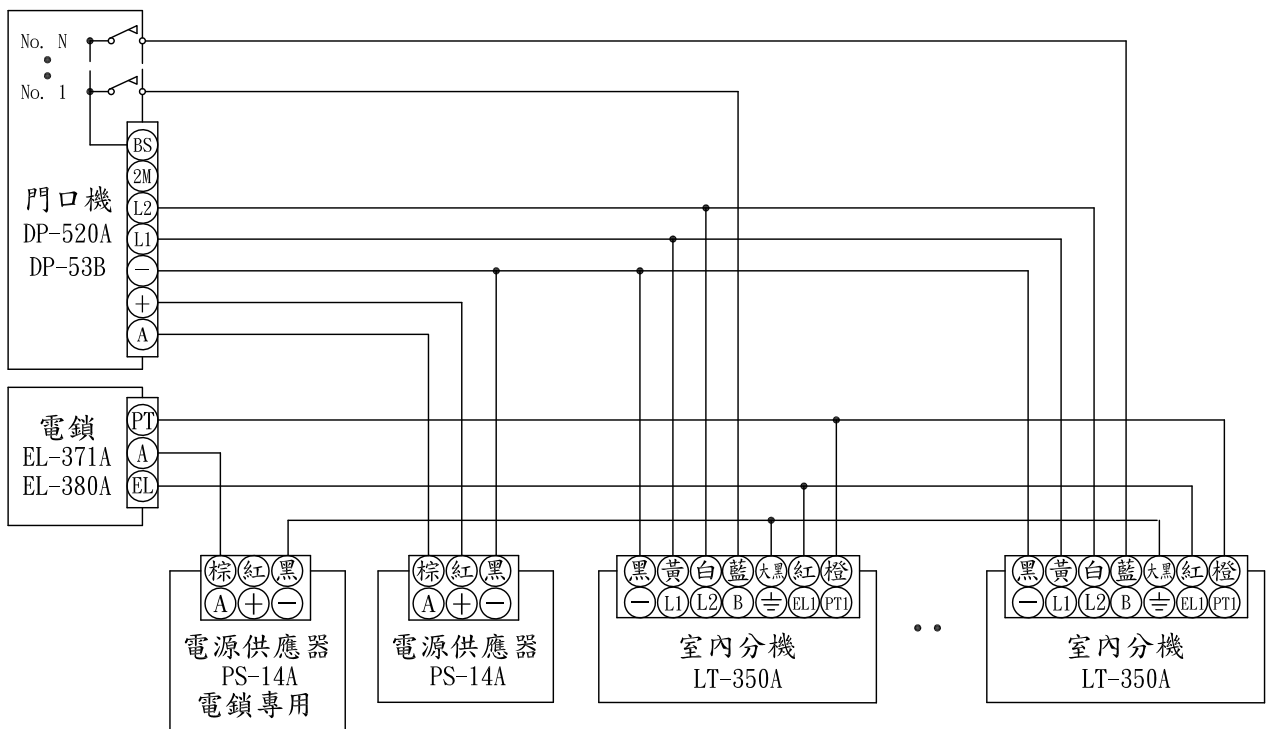 No. N
No. 1
BS
2M
門口機
L2
DP-520A
L1
DP-53B
－
＋
A
電鎖
PT
EL-371A
A
EL-380A
EL
棕 紅 黑
A ＋ －
電源供應器
PS-14A
電鎖專用
棕 紅 黑
A ＋ －
電源供應器
PS-14A
黑 黃 白 藍 大黑 紅 橙
－ L1 L2 B ⏚ EL1 PT1
室內分機
LT-350A
黑 黃 白 藍 大黑 紅 橙
－ L1 L2 B ⏚ EL1 PT1
室內分機
LT-350A